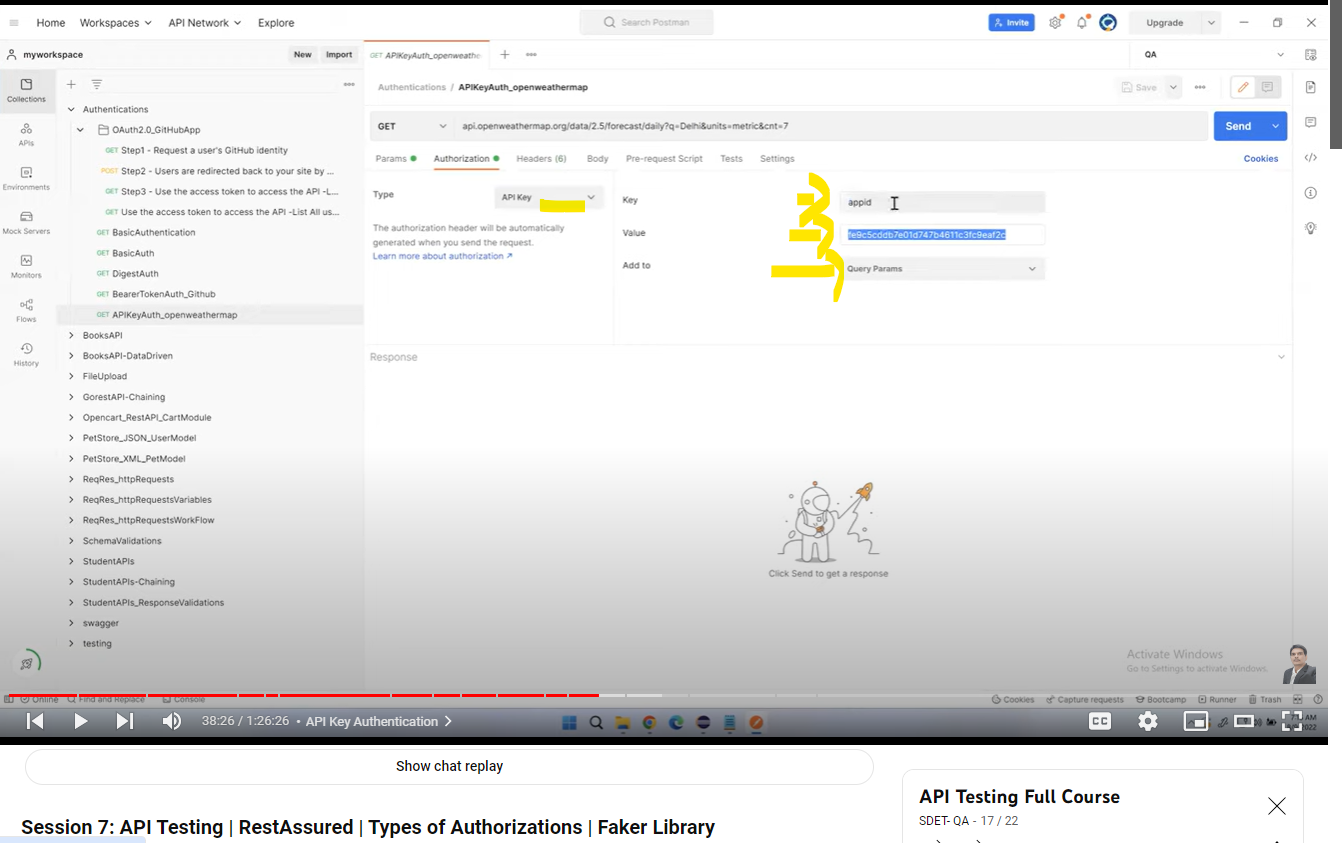 Home Workspaces API Network Explore Search Postman Invite Upgrade
myworkspace New Import GET APIKeyAuth_openweathe QA
Collections
APIs
Environments
Mock Servers
Monitors
Flows
History
Authentications
OAuth2.0_GitHubApp
GET Step1 - Request a user's GitHub identity
POST Step2 - Users are redirected back to your site by ...
GET Step3 - Use the access token to access the API -L...
GET Use the access token to access the API -List All us...
GET BasicAuthentication
GET BasicAuth
GET DigestAuth
GET BearerTokenAuth_Github
GET APIKeyAuth_openweathermap
BooksAPI
BooksAPI-DataDriven
FileUpload
GorestAPI-Chaining
Opencart_RestAPI_CartModule
PetStore_JSON_UserModel
PetStore_XML_PetModel
ReqRes_httpRequests
ReqRes_httpRequestsVariables
ReqRes_httpRequestsWorkFlow
SchemaValidations
StudentAPIs
StudentAPIs-Chaining
StudentAPIs_ResponseValidations
swagger
testing
Authentications / APIKeyAuth_openweathermap Save
GET api.openweathermap.org/data/2.5/forecast/daily?q=Delhi&units=metric&cnt=7 Send
Params Authorization Headers (6) Body Pre-request Script Tests Settings Cookies
Type API Key
The authorization header will be automatically
generated when you send the request.
Learn more about authorization ↗
Key appid
Value fe9c5cddb7e01d747b4611c3fc9eaf2c
Add to Query Params
Response
Click Send to get a response
Activate Windows
Go to Settings to activate Windows.
Online Find and Replace Console Cookies Capture requests Bootcamp Runner Trash
38:26 / 1:26:26 • API Key Authentication CC
Show chat replay
Session 7: API Testing | RestAssured | Types of Authorizations | Faker Library
API Testing Full Course
SDET- QA - 17 / 22